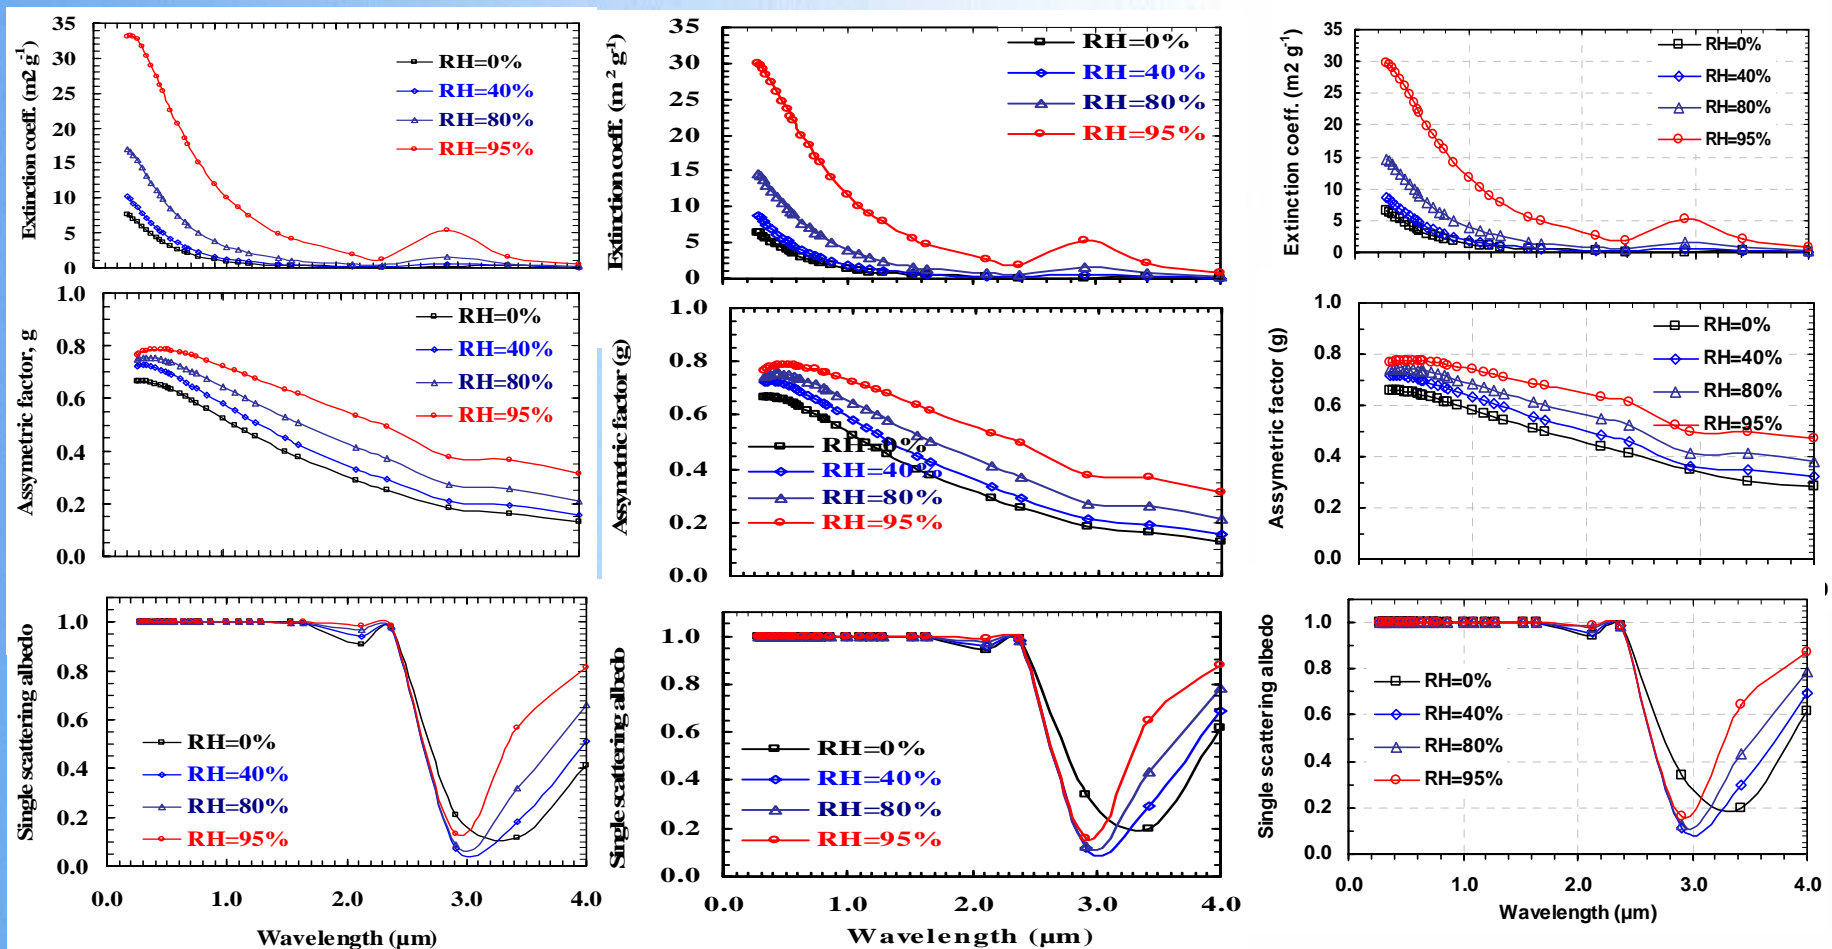 Extinction coeff. (m2 g-1)
35
30
25
20
15
10
5
0
RH=0%
RH=40%
RH=80%
RH=95%
Extinction coeff. (m2 g-1)
35
30
25
20
15
10
5
0
RH=0%
RH=40%
RH=80%
RH=95%
Extinction coeff. (m2 g-1)
35
30
25
20
15
10
5
0
RH=0%
RH=40%
RH=80%
RH=95%
Assymetric factor, g
1.0
0.8
0.6
0.4
0.2
0.0
RH=0%
RH=40%
RH=80%
RH=95%
Assymetric factor (g)
1.0
0.8
0.6
0.4
0.2
0.0
RH=0%
RH=40%
RH=80%
RH=95%
Assymetric factor (g)
1.0
0.8
0.6
0.4
0.2
0.0
RH=0%
RH=40%
RH=80%
RH=95%
Single scattering albedo
1.0
0.8
0.6
0.4
0.2
0.0
RH=0%
RH=40%
RH=80%
RH=95%
0.0 1.0 2.0 3.0 4.0
Wavelength (μm)
Single scattering albedo
1.0
0.8
0.6
0.4
0.2
0.0
RH=0%
RH=40%
RH=80%
RH=95%
0.0 1.0 2.0 3.0 4.0
Wavelength (μm)
Single scattering albedo
1.0
0.8
0.6
0.4
0.2
0.0
RH=0%
RH=40%
RH=80%
RH=95%
0.0 1.0 2.0 3.0 4.0
Wavelength (μm)